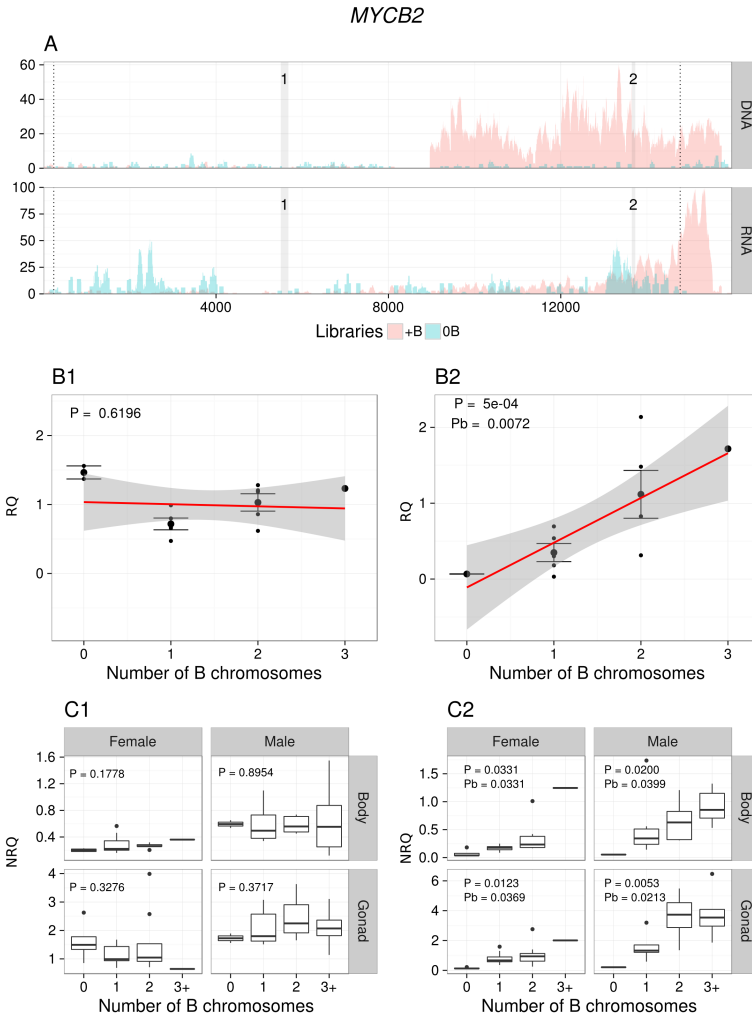 MYCB2
A
60
40
20
0
1
2
DNA
100
75
50
25
0
1
2
RNA
4000 8000 12000
Libraries +B 0B
B1
P = 0.6196
2
1
0
RQ
0 1 2 3
Number of B chromosomes
B2
P = 5e-04
Pb = 0.0072
2
1
0
RQ
0 1 2 3
Number of B chromosomes
C1
Female Male
1.6
1.2
0.8
0.4
P = 0.1778
P = 0.8954
Body
NRQ
4
3
2
1
P = 0.3276
P = 0.3717
Gonad
0 1 2 3+ 0 1 2 3+
Number of B chromosomes
C2
Female Male
1.5
1.0
0.5
0.0
P = 0.0331
Pb = 0.0331
P = 0.0200
Pb = 0.0399
Body
NRQ
6
4
2
0
P = 0.0123
Pb = 0.0369
P = 0.0053
Pb = 0.0213
Gonad
0 1 2 3+ 0 1 2 3+
Number of B chromosomes